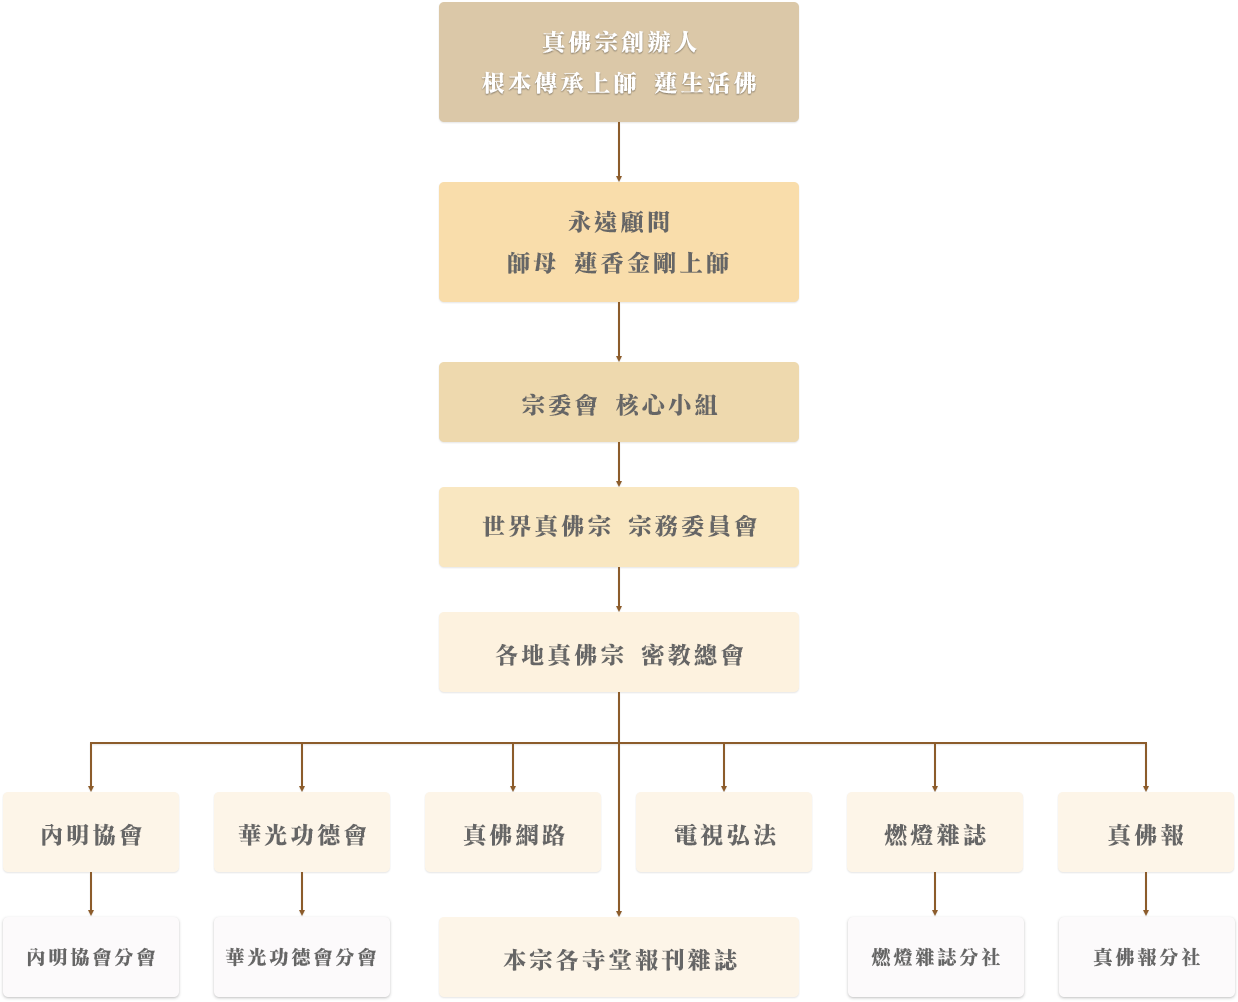 真佛宗創辦人
根本傳承上師 蓮生活佛
永遠顧問
師母 蓮香金剛上師
宗委會 核心小組
世界真佛宗 宗務委員會
各地真佛宗 密教總會
內明協會
華光功德會
真佛網路
電視弘法
燃燈雜誌
真佛報
內明協會分會
華光功德會分會
本宗各寺堂報刊雜誌
燃燈雜誌分社
真佛報分社